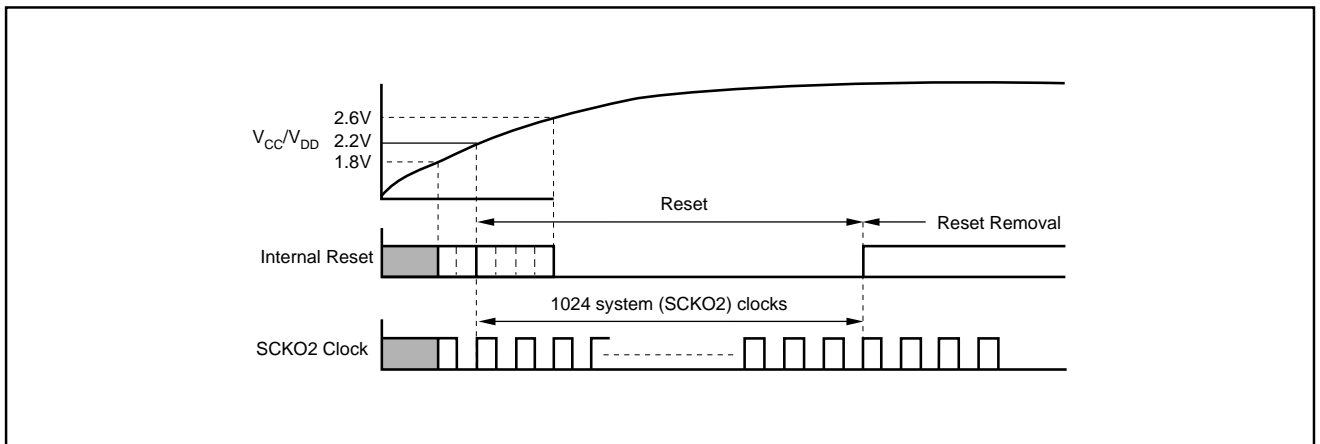 2.6V
V_CC/V_DD 2.2V
1.8V
Reset
Reset Removal
Internal Reset
1024 system (SCKO2) clocks
SCKO2 Clock